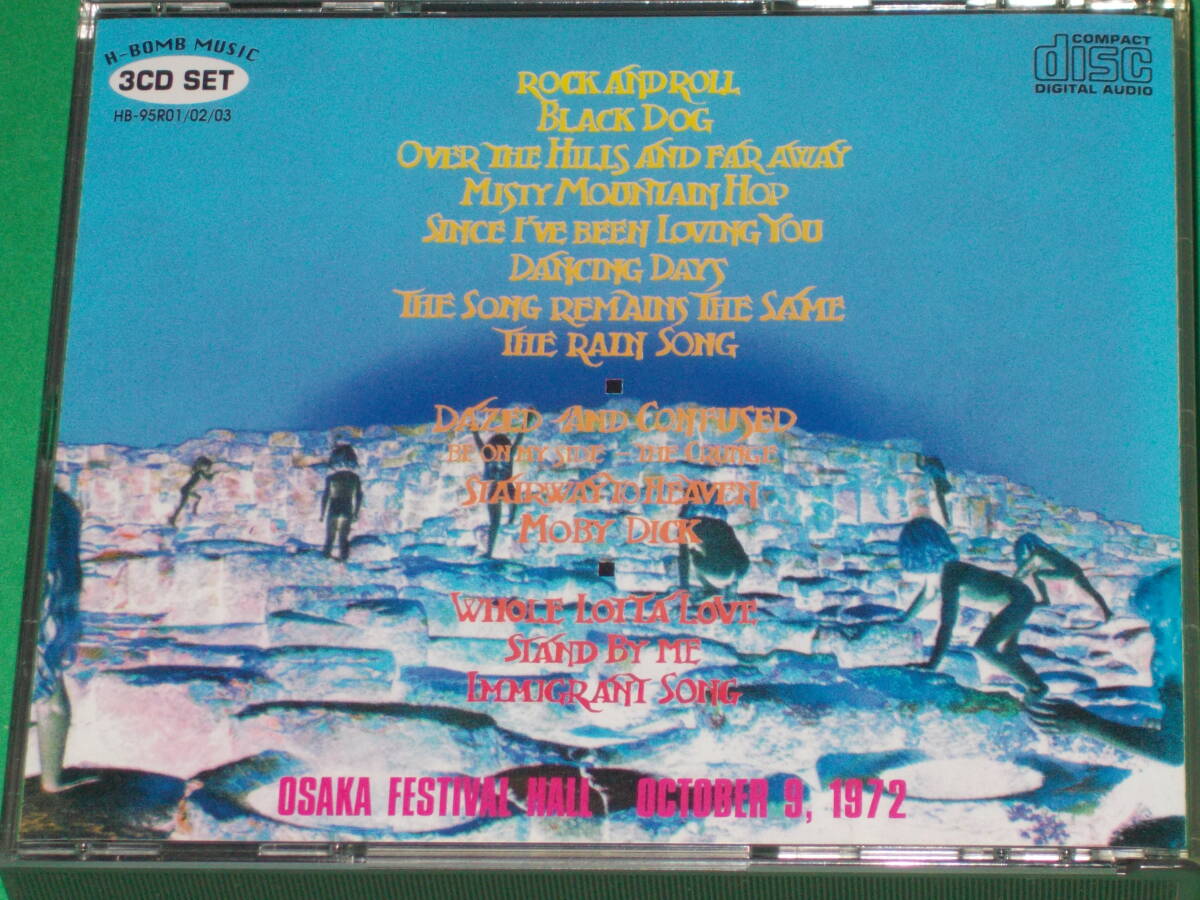 H-BOMB MUSIC
3CD SET
HB-95R01/02/03
COMPACT
disc
DIGITAL AUDIO
ROCK AND ROLL
BLACK DOG
OVER THE HILLS AND FAR AWAY
MISTY MOUNTAIN HOP
SINCE I'VE BEEN LOVING YOU
DANCING DAYS
THE SONG REMAINS THE SAME
THE RAIN SONG
DAZED AND CONFUSED
BE ON MY SIDE - THE CRUNGE
STAIRWAY TO HEAVEN
MOBY DICK
WHOLE LOTTA LOVE
STAND BY ME
IMMIGRANT SONG
OSAKA FESTIVAL HALL OCTOBER 9, 1972